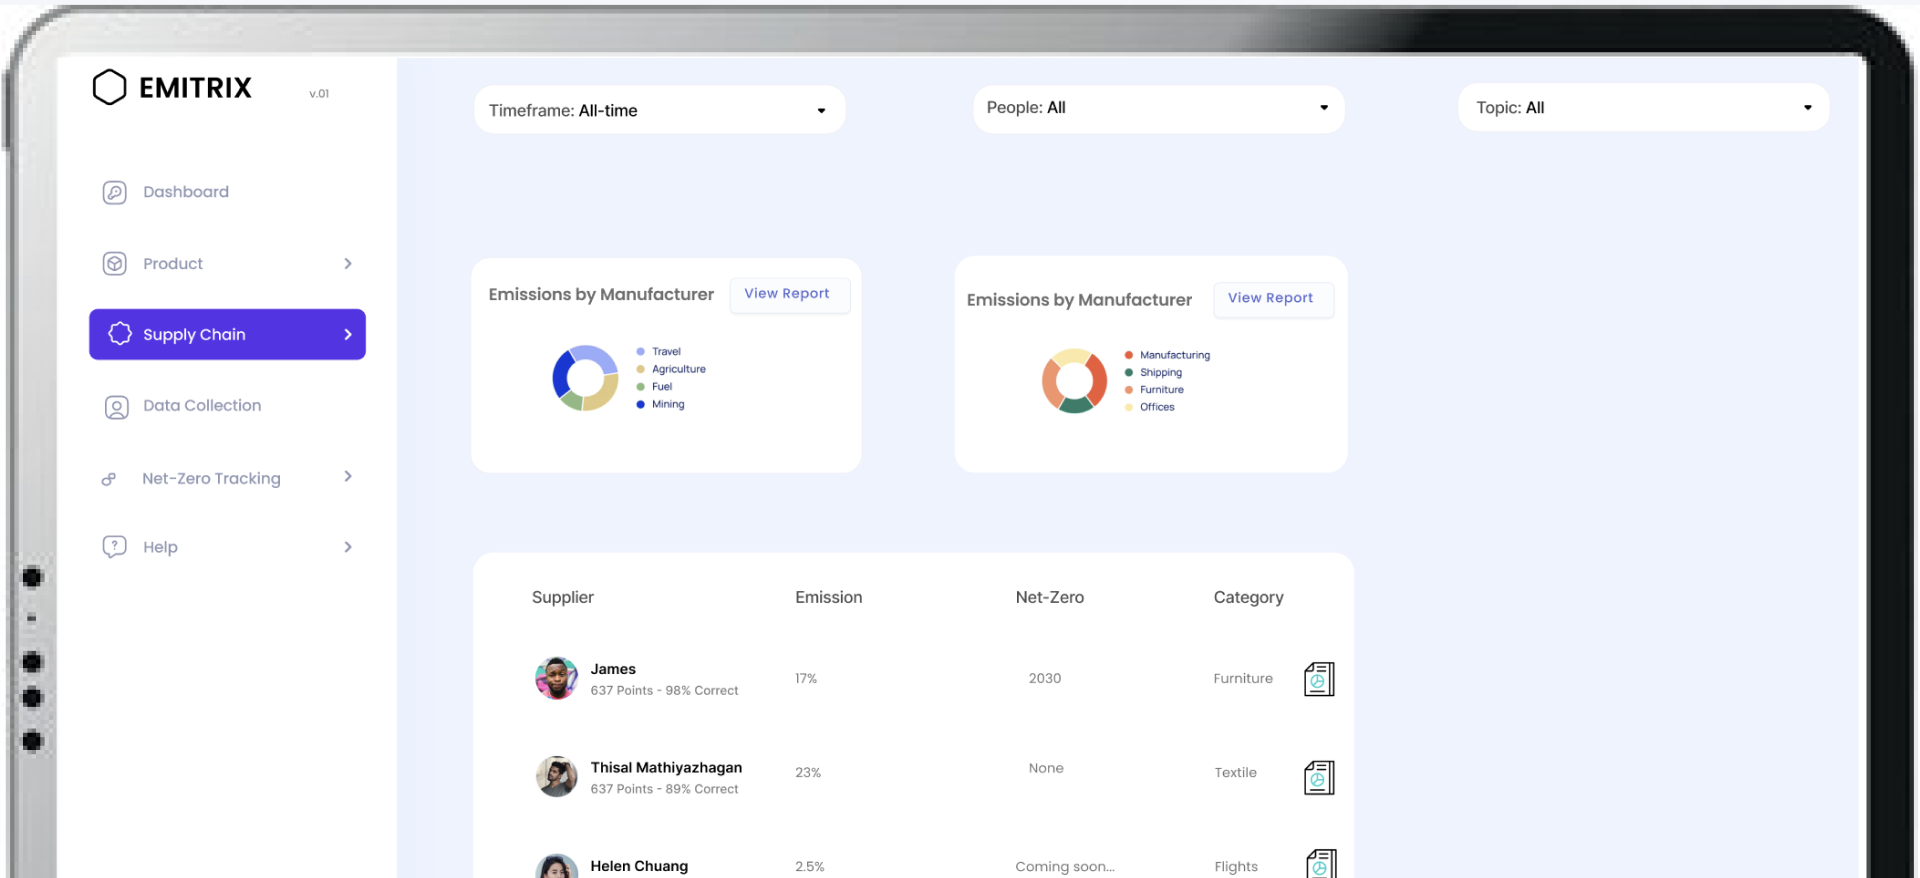 EMITRIX
v.01
Dashboard
Product
Supply Chain
Data Collection
Net-Zero Tracking
Help
Timeframe: All-time
People: All
Topic: All
Emissions by Manufacturer
View Report
Travel
Agriculture
Fuel
Mining
Emissions by Manufacturer
View Report
Manufacturing
Shipping
Furniture
Offices
Supplier Emission Net-Zero Category
James
637 Points - 98% Correct
17% 2030 Furniture
Thisal Mathiyazhagan
637 Points - 89% Correct
23% None Textile
Helen Chuang
2.5% Coming soon... Flights